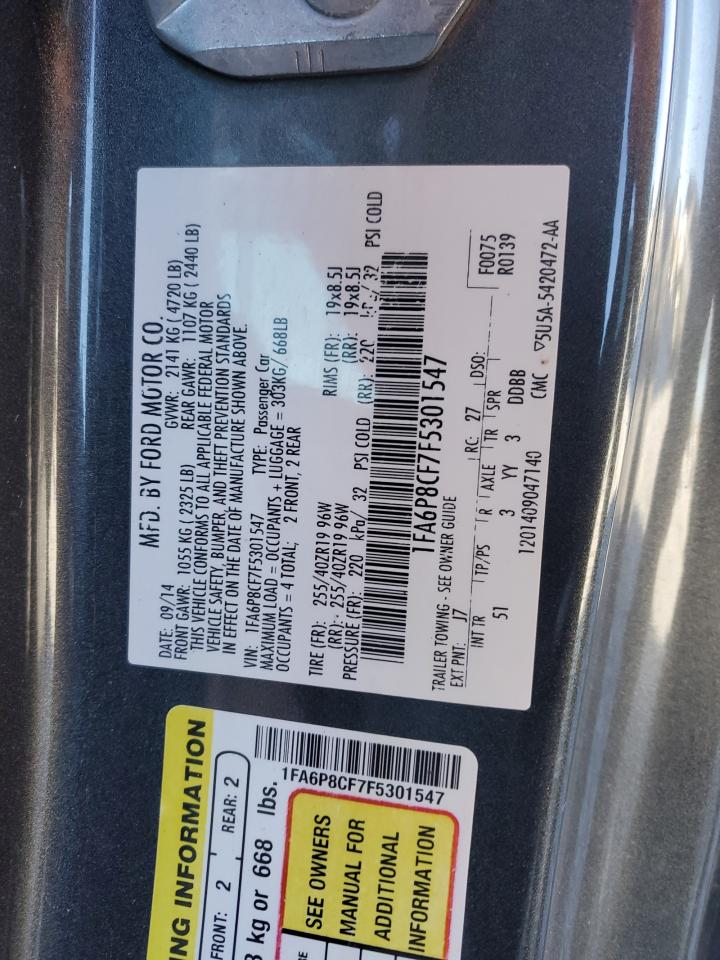 MFD. BY FORD MOTOR CO.
DATE: 09/14 GVWR: 2141 KG ( 4720 LB)
FRONT GAWR: 1055 KG ( 2325 LB) REAR GAWR: 1107 KG ( 2440 LB)
THIS VEHICLE CONFORMS TO ALL APPLICABLE FEDERAL MOTOR
VEHICLE SAFETY, BUMPER, AND THEFT PREVENTION STANDARDS
IN EFFECT ON THE DATE OF MANUFACTURE SHOWN ABOVE.
VIN: 1FA6P8CF7F5301547 TYPE: Passenger Car
MAXIMUM LOAD = OCCUPANTS + LUGGAGE = 303KG/ 668LB
OCCUPANTS = 4 TOTAL; 2 FRONT, 2 REAR
TIRE (FR): 255/40ZR19 96W RIMS (FR): 19x8.5J
(RR): 255/40ZR19 96W (RR): 19x8.5J
PRESSURE (FR): 220 kPa/ 32 PSI COLD (RR): 220 32 PSI COLD
1FA6P8CF7F5301547
TRAILER TOWING - SEE OWNER GUIDE
EXT PNT: J7 RC: 27 DSO: F0075
R0139
INT TR TP/PS R AXLE TR SPR
51 3 YY 3 DDBB
1201409047140 CMC ▽5U5A-5420472-AA
NG INFORMATION
FRONT: 2 REAR: 2
kg or 668 lbs.
1FA6P8CF7F5301547
SEE OWNERS
MANUAL FOR
ADDITIONAL
INFORMATION